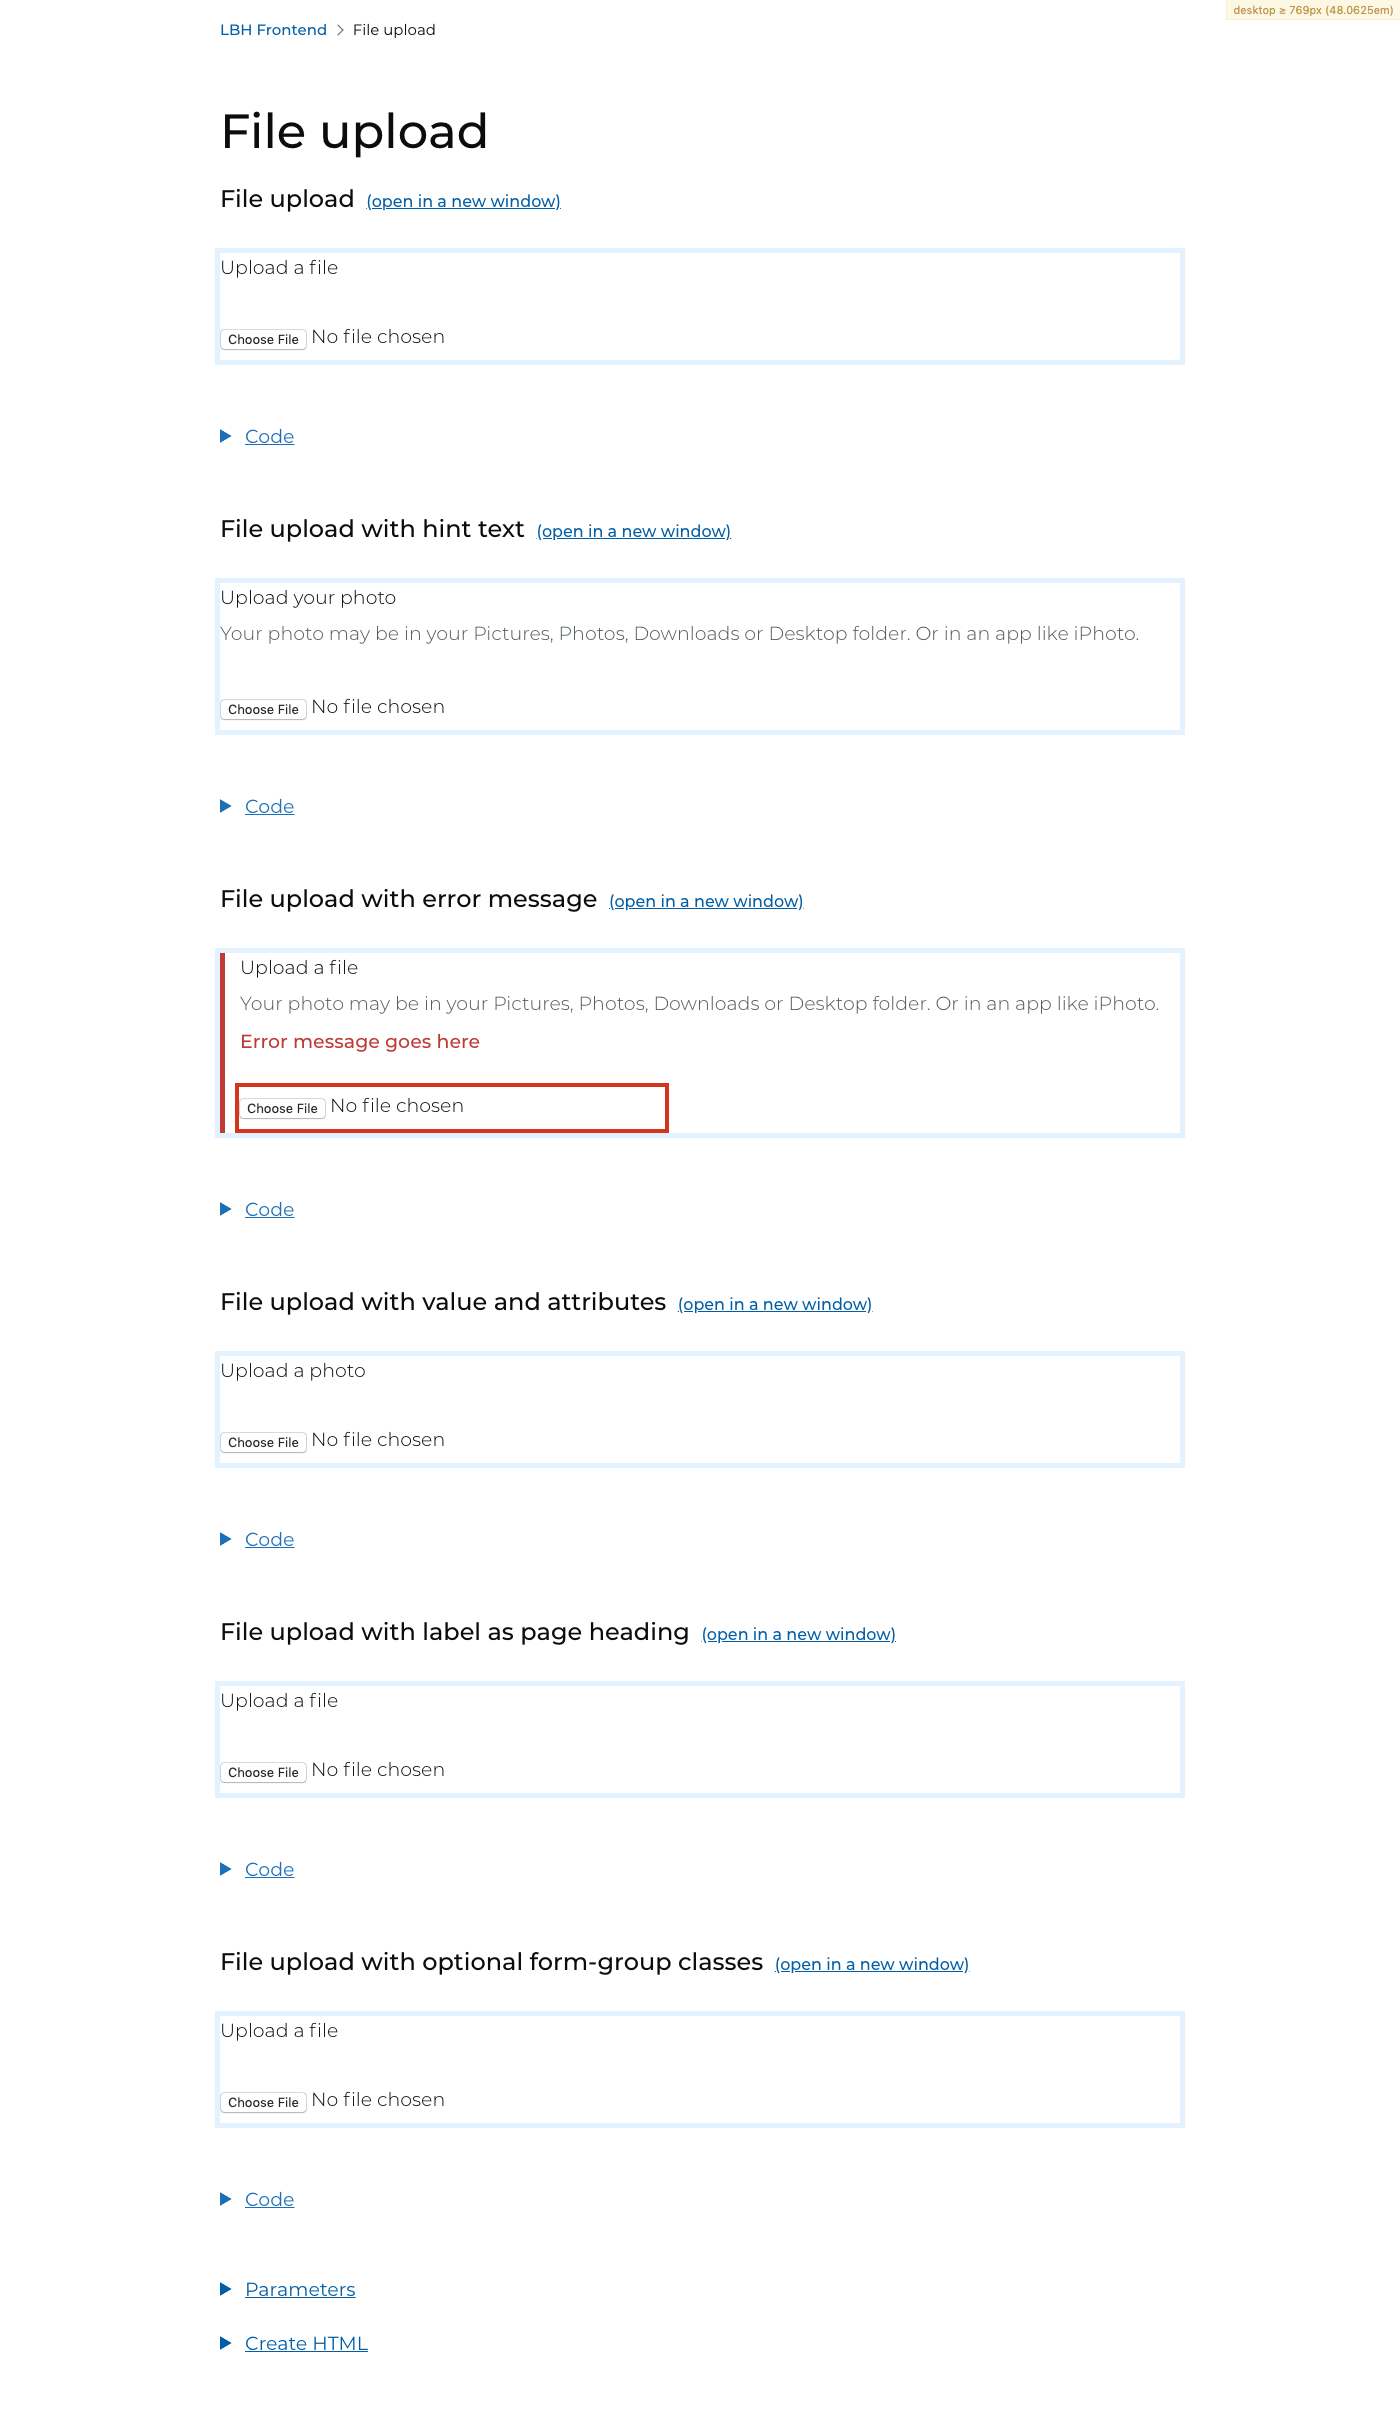 desktop ≥ 769px (48.0625em)
LBH Frontend > File upload
File upload
File upload (open in a new window)
Upload a file
Choose File No file chosen
Code
File upload with hint text (open in a new window)
Upload your photo
Your photo may be in your Pictures, Photos, Downloads or Desktop folder. Or in an app like iPhoto.
Choose File No file chosen
Code
File upload with error message (open in a new window)
Upload a file
Your photo may be in your Pictures, Photos, Downloads or Desktop folder. Or in an app like iPhoto.
Error message goes here
Choose File No file chosen
Code
File upload with value and attributes (open in a new window)
Upload a photo
Choose File No file chosen
Code
File upload with label as page heading (open in a new window)
Upload a file
Choose File No file chosen
Code
File upload with optional form-group classes (open in a new window)
Upload a file
Choose File No file chosen
Code
Parameters
Create HTML